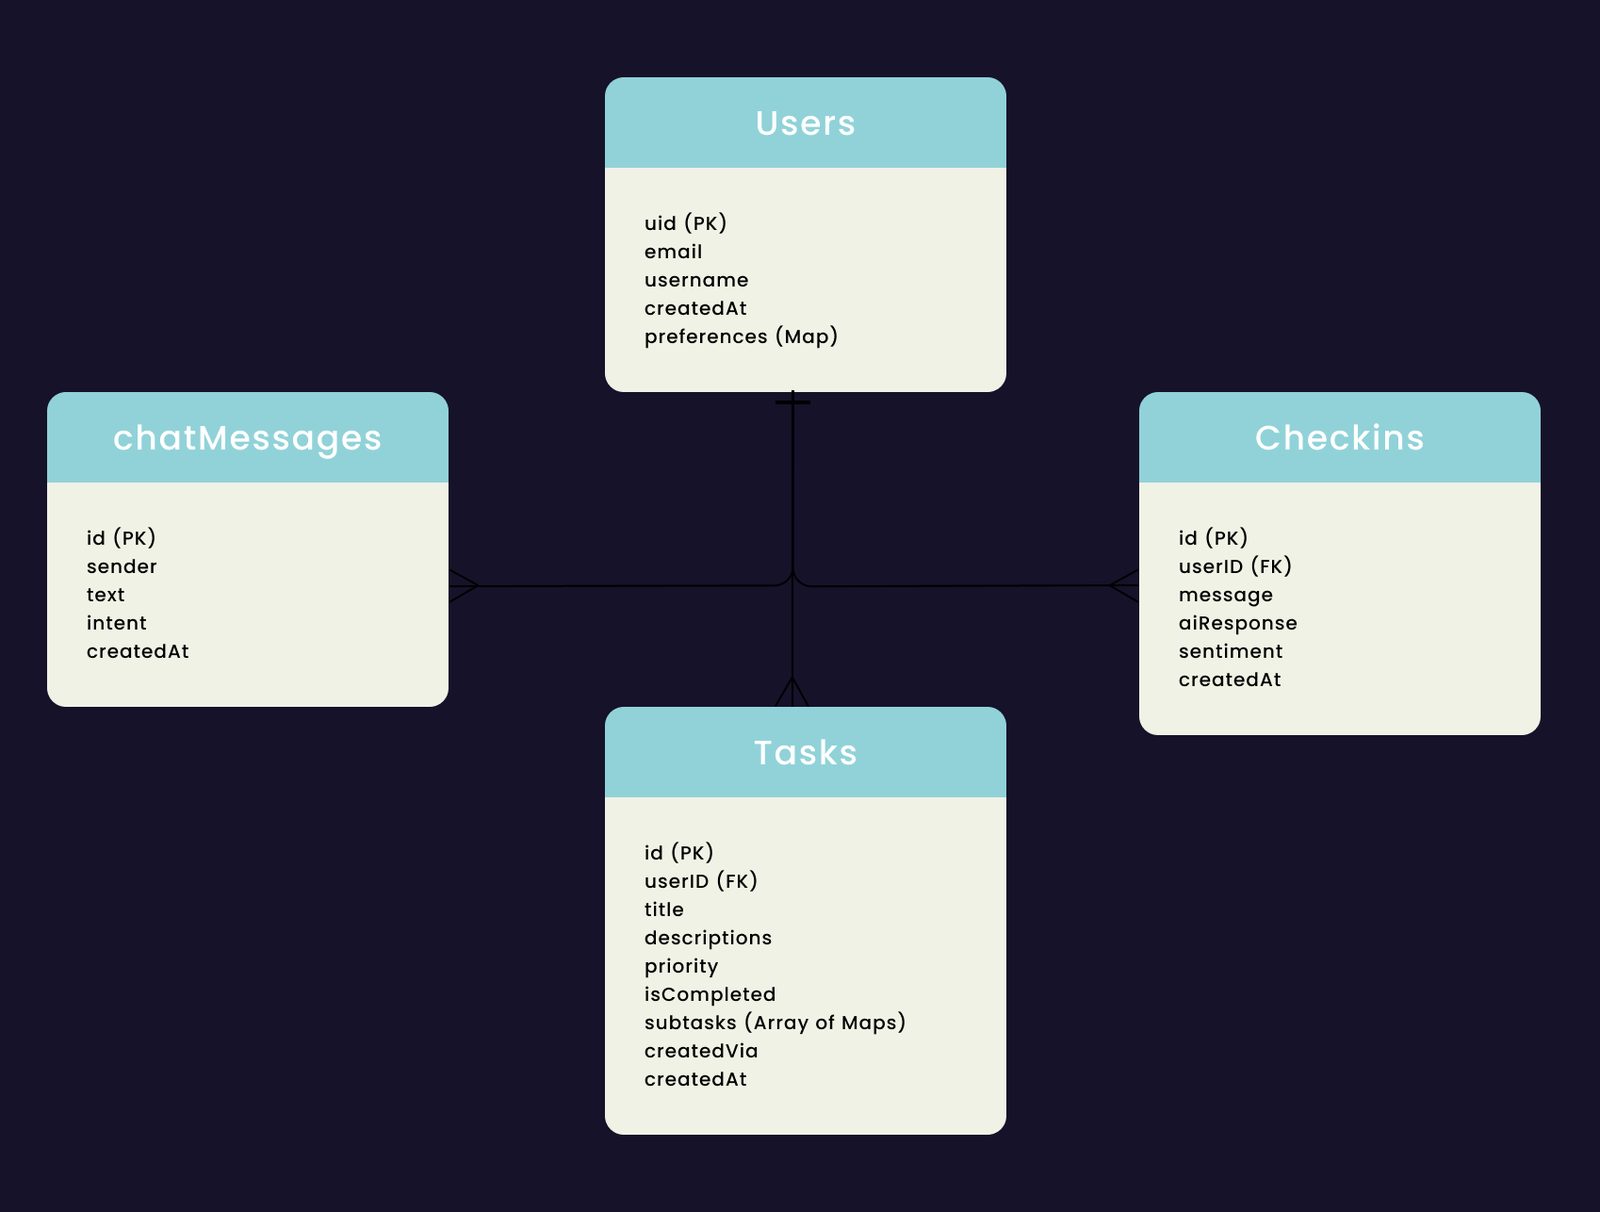 Users
uid (PK)
email
username
createdAt
preferences (Map)
chatMessages
id (PK)
sender
text
intent
createdAt
Checkins
id (PK)
userID (FK)
message
aiResponse
sentiment
createdAt
Tasks
id (PK)
userID (FK)
title
descriptions
priority
isCompleted
subtasks (Array of Maps)
createdVia
createdAt